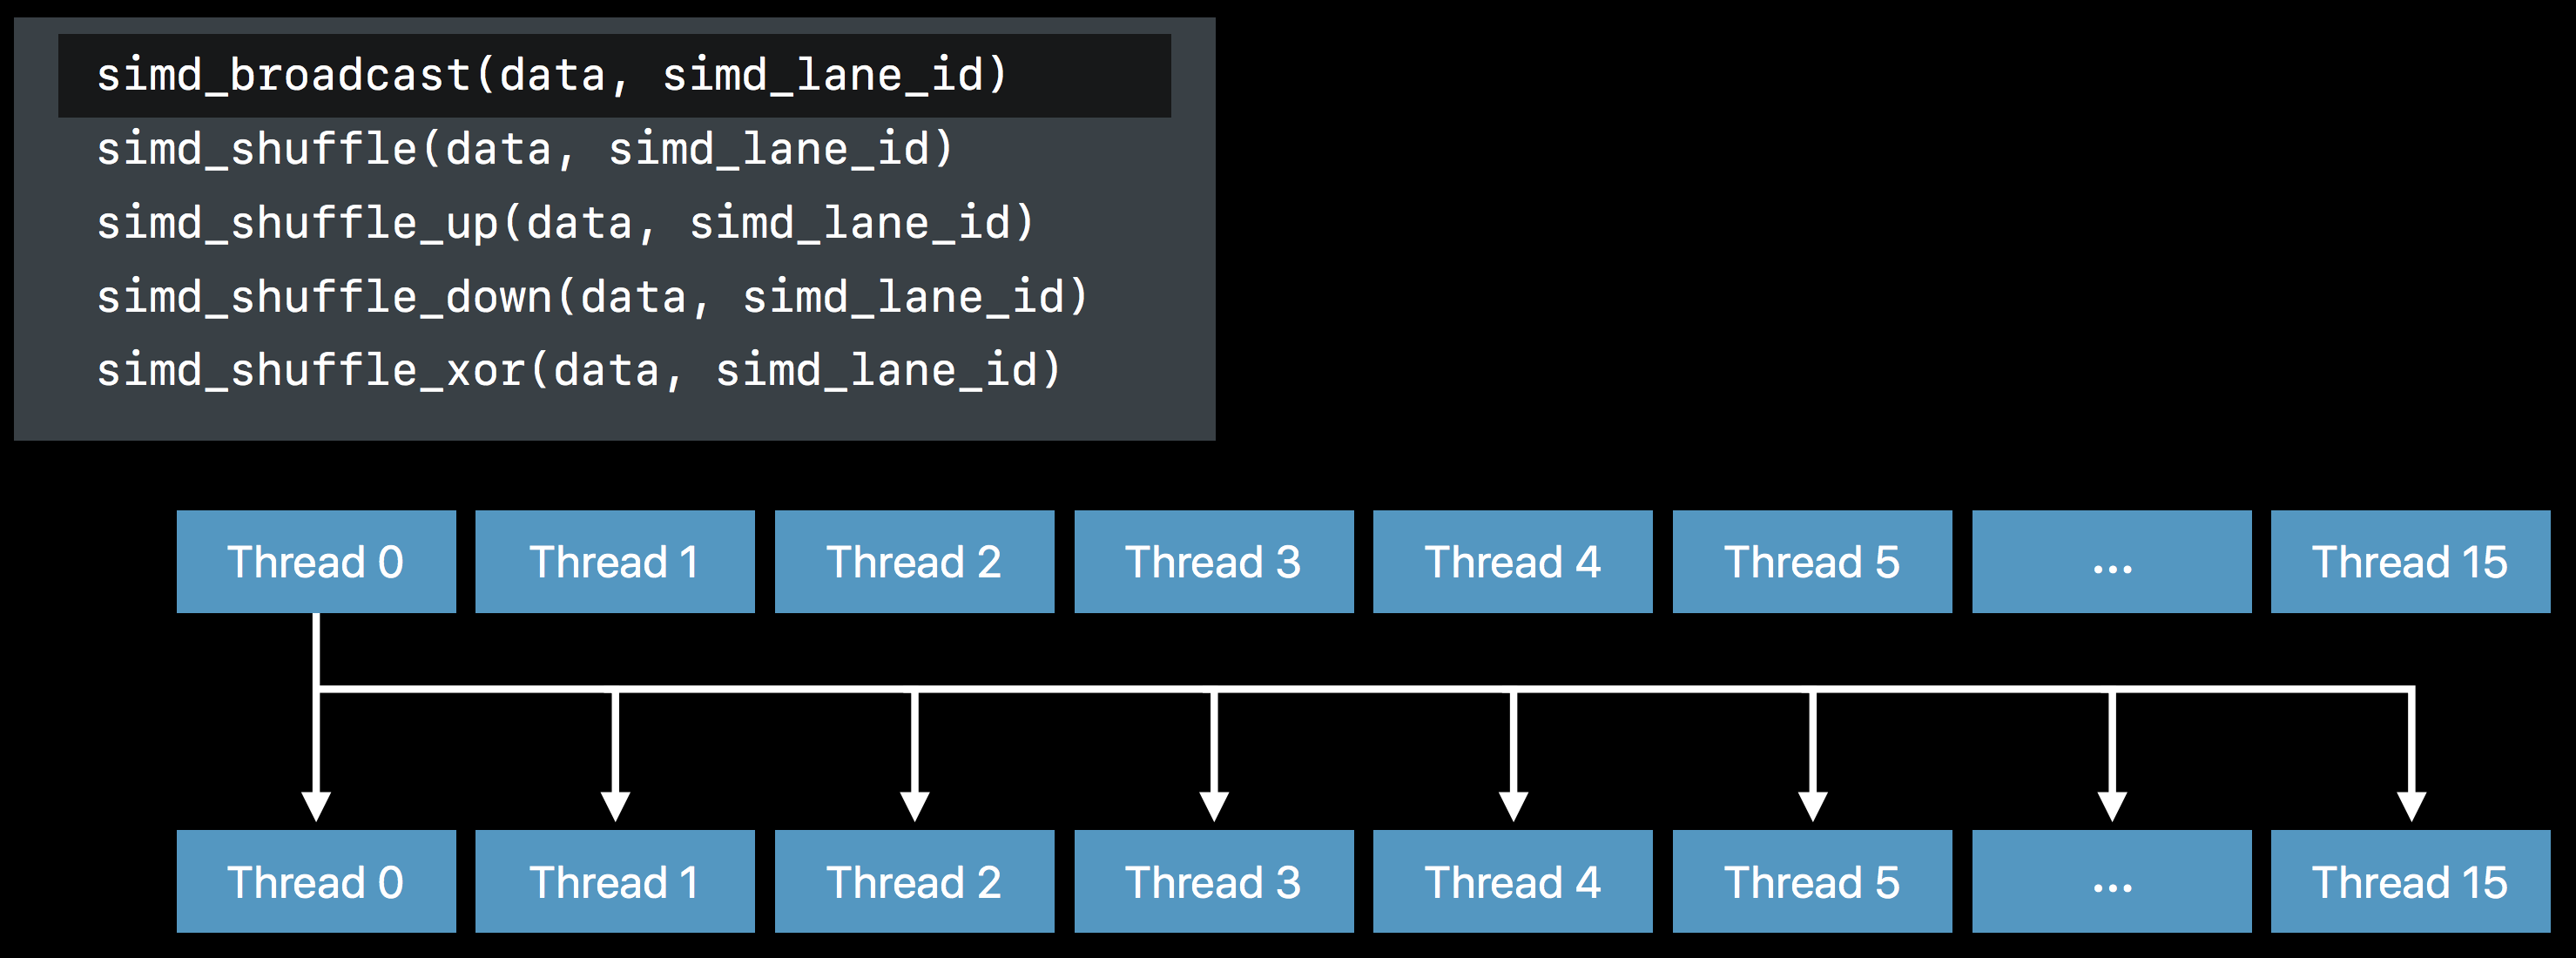 simd_broadcast(data, simd_lane_id)
simd_shuffle(data, simd_lane_id)
simd_shuffle_up(data, simd_lane_id)
simd_shuffle_down(data, simd_lane_id)
simd_shuffle_xor(data, simd_lane_id)
Thread 0 Thread 1 Thread 2 Thread 3 Thread 4 Thread 5 ... Thread 15
Thread 0 Thread 1 Thread 2 Thread 3 Thread 4 Thread 5 ... Thread 15